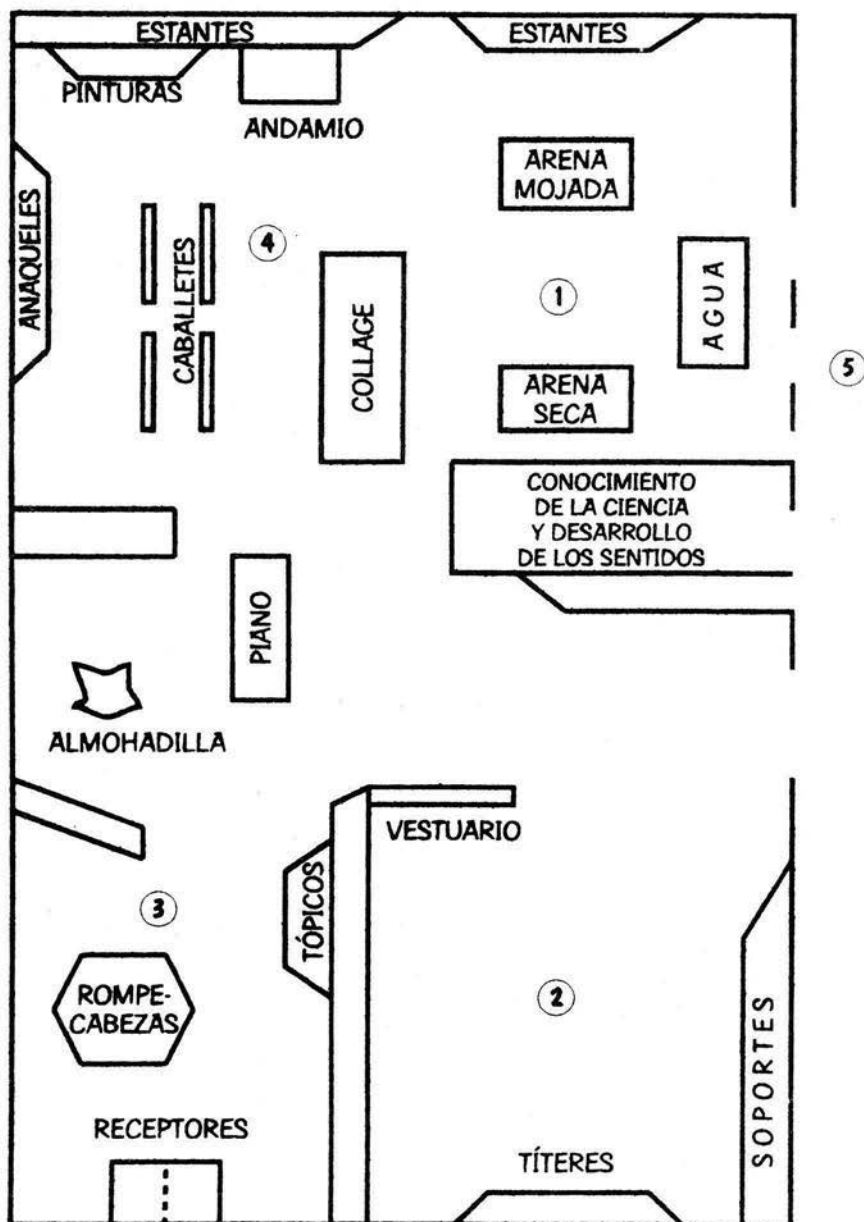 ESTANTES
ESTANTES
PINTURAS
ANDAMIO
ARENA
MOJADA
ANAQUELES
CABALLETES
4
COLLAGE
1
AGUA
5
ARENA
SECA
CONOCIMIENTO
DE LA CIENCIA
Y DESARROLLO
DE LOS SENTIDOS
PIANO
ALMOHADILLA
VESTUARIO
TÓPICOS
3
ROMPE-
CABEZAS
2
SOPORTES
RECEPTORES
TÍTERES